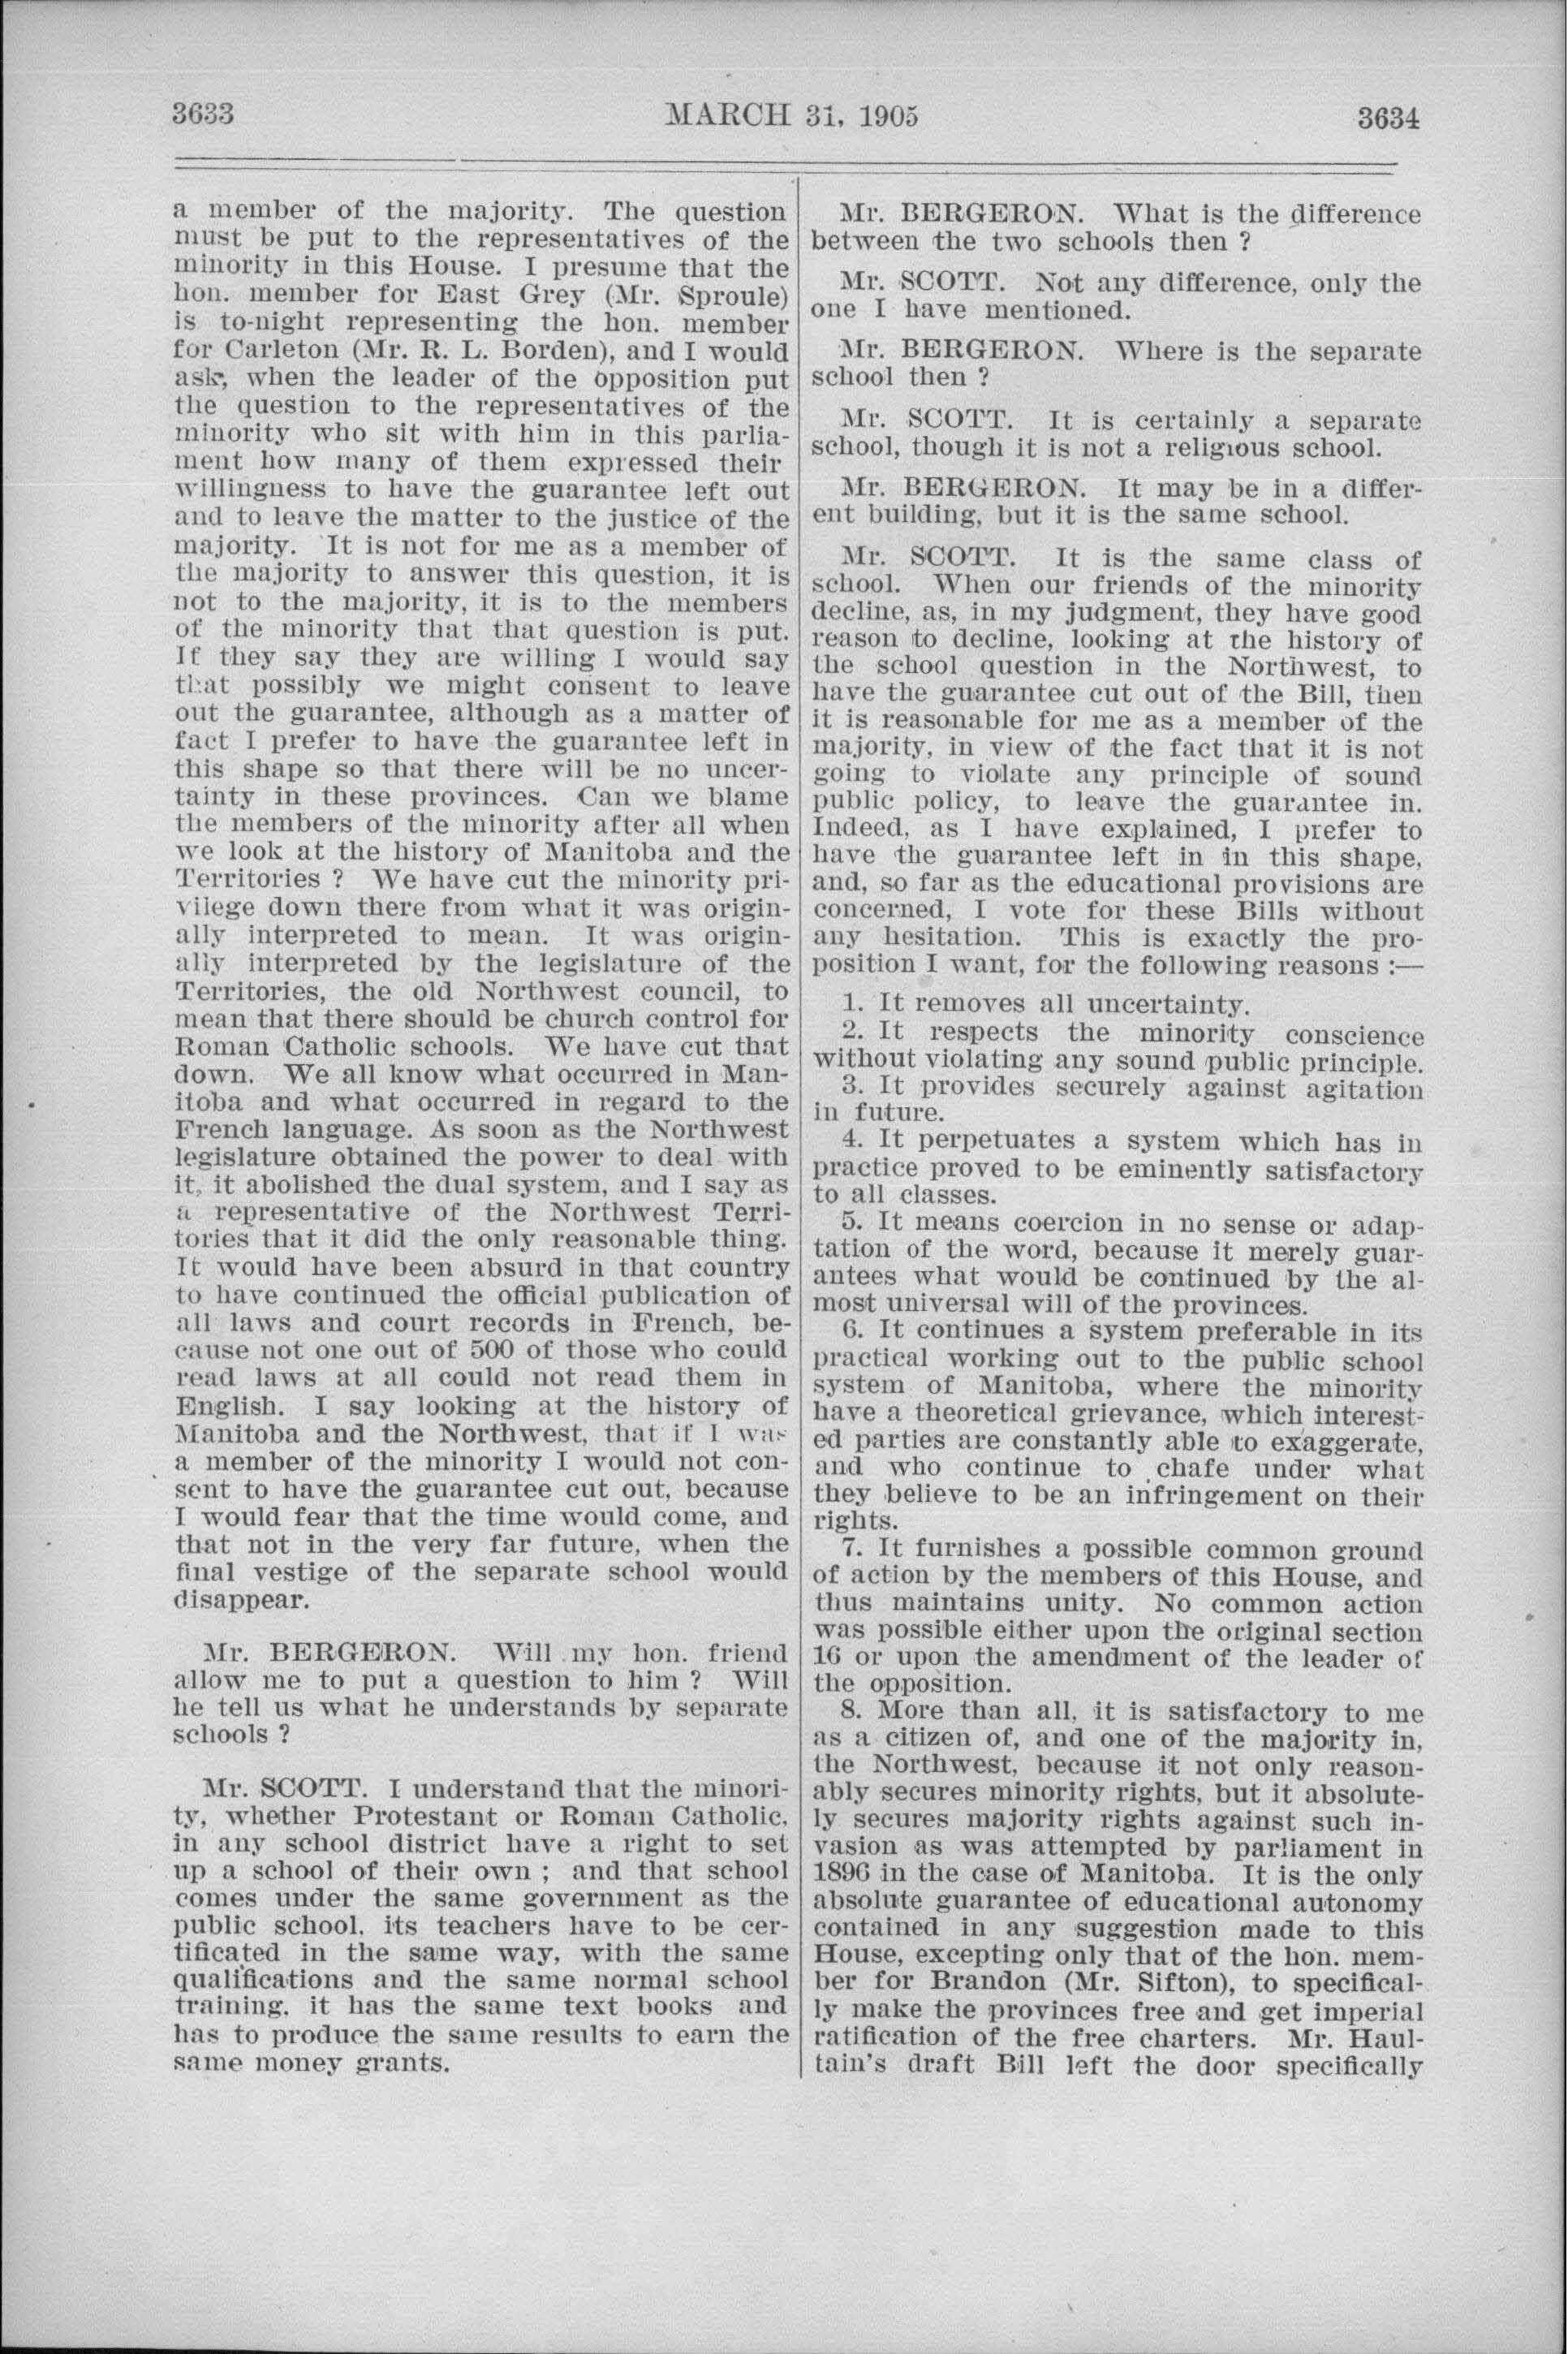 3633
MARCH 31, 1905
3634
a member of the majority. The question
must be put to the representatives of the
minority in this House. I presume that the
hon. member for East Grey (Mr. Sproule)
is to-night representing the hon. member
for Carleton (Mr. R. L. Borden), and I would
ask, when the leader of the opposition put
the question to the representatives of the
minority who sit with him in this parlia-
ment how many of them expressed their
willingness to have the guarantee left out
and to leave the matter to the justice of the
majority. It is not for me as a member of
the majority to answer this question, it is
not to the majority, it is to the members
of the minority that that question is put.
If they say they are willing I would say
that possibly we might consent to leave
out the guarantee, although as a matter of
fact I prefer to have the guarantee left in
this shape so that there will be no uncer-
tainty in these provinces. Can we blame
the members of the minority after all when
we look at the history of Manitoba and the
Territories ? We have cut the minority pri-
vilege down there from what it was origin-
ally interpreted to mean. It was origin-
ally interpreted by the legislature of the
Territories, the old Northwest council, to
mean that there should be church control for
Roman Catholic schools. We have cut that
down. We all know what occurred in Man-
itoba and what occurred in regard to the
French language. As soon as the Northwest
legislature obtained the power to deal with
it, it abolished the dual system, and I say as
a representative of the Northwest Terri-
tories that it did the only reasonable thing.
It would have been absurd in that country
to have continued the official publication of
all laws and court records in French, be-
cause not one out of 500 of those who could
read laws at all could not read them in
English. I say looking at the history of
Manitoba and the Northwest, that if I was
a member of the minority I would not con-
sent to have the guarantee cut out, because
I would fear that the time would come, and
that not in the very far future, when the
final vestige of the separate school would
disappear.
Mr. BERGERON. Will my hon. friend
allow me to put a question to him ? Will
he tell us what he understands by separate
schools ?
Mr. SCOTT. I understand that the minori-
ty, whether Protestant or Roman Catholic,
in any school district have a right to set
up a school of their own ; and that school
comes under the same government as the
public school, its teachers have to be cer-
tificated in the same way, with the same
qualifications and the same normal school
training, it has the same text books and
has to produce the same results to earn the
same money grants.
Mr. BERGERON. What is the difference
between the two schools then ?
Mr. SCOTT. Not any difference, only the
one I have mentioned.
Mr. BERGERON. Where is the separate
school then ?
Mr. SCOTT. It is certainly a separate
school, though it is not a religious school.
Mr. BERGERON. It may be in a differ-
ent building, but it is the same school.
Mr. SCOTT. It is the same class of
school. When our friends of the minority
decline, as, in my judgment, they have good
reason to decline, looking at the history of
the school question in the Northwest, to
have the guarantee cut out of the Bill, then
it is reasonable for me as a member of the
majority, in view of the fact that it is not
going to violate any principle of sound
public policy, to leave the guarantee in.
Indeed, as I have explained, I prefer to
have the guarantee left in in this shape,
and, so far as the educational provisions are
concerned, I vote for these Bills without
any hesitation. This is exactly the pro-
position I want, for the following reasons :—
1. It removes all uncertainty.
2. It respects the minority conscience
without violating any sound public principle.
3. It provides securely against agitation
in future.
4. It perpetuates a system which has in
practice proved to be eminently satisfactory
to all classes.
5. It means coercion in no sense or adap-
tation of the word, because it merely guar-
antees what would be continued by the al-
most universal will of the provinces.
6. It continues a system preferable in its
practical working out to the public school
system of Manitoba, where the minority
have a theoretical grievance, which interest-
ed parties are constantly able to exaggerate,
and who continue to chafe under what
they believe to be an infringement on their
rights.
7. It furnishes a possible common ground
of action by the members of this House, and
thus maintains unity. No common action
was possible either upon the original section
16 or upon the amendment of the leader of
the opposition.
8. More than all, it is satisfactory to me
as a citizen of, and one of the majority in,
the Northwest, because it not only reason-
ably secures minority rights, but it absolute-
ly secures majority rights against such in-
vasion as was attempted by parliament in
1896 in the case of Manitoba. It is the only
absolute guarantee of educational autonomy
contained in any suggestion made to this
House, excepting only that of the hon. mem-
ber for Brandon (Mr. Sifton), to specifical-
ly make the provinces free and get imperial
ratification of the free charters. Mr. Haul-
tain's draft Bill left the door specifically